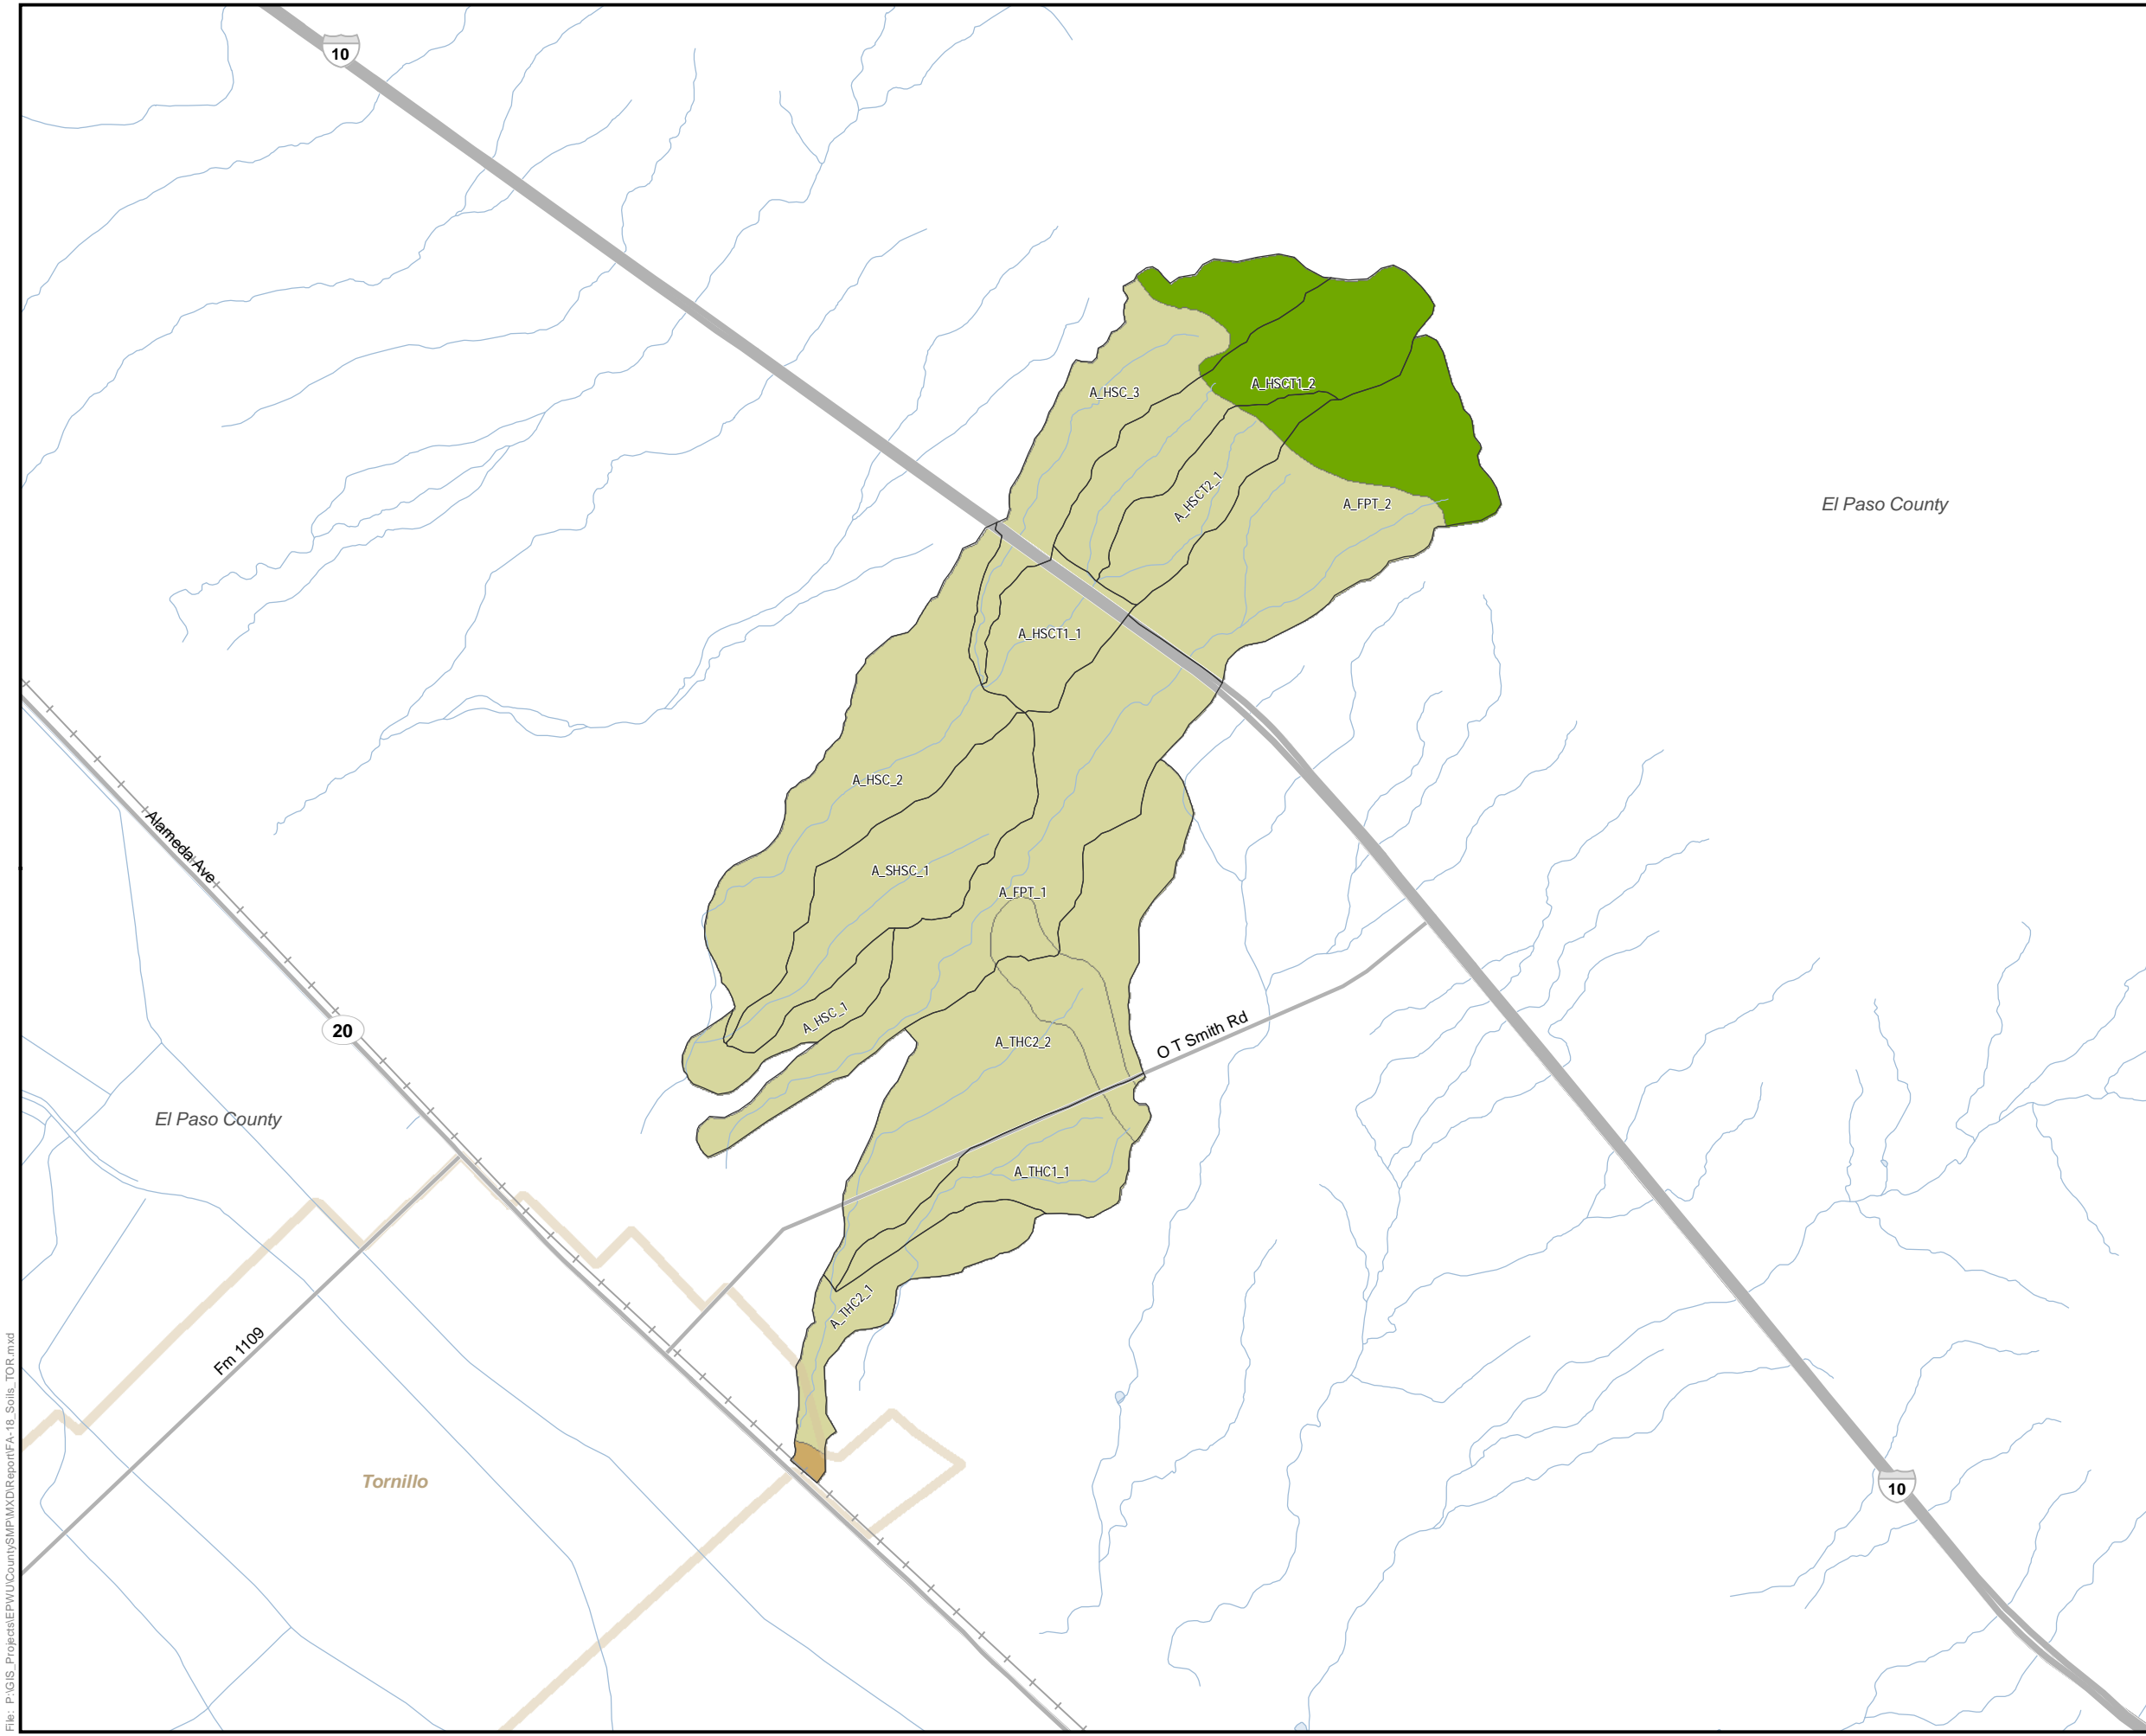 10
A_HSC_3
A_HSCT1_2
A_HSCT2_1
A_FPT_2
El Paso County
A_HSCT1_1
A_HSC_2
Alameda Ave
A_SHSC_1
A_FPT_1
A_HSC_1
20
A_THC2_2
O T Smith Rd
El Paso County
A_THC1_1
A_THC2_1
Fm 1109
Tornillo
10
File: P:\GIS_Projects\EPWU\CountySMP\MXD\Report\FA-18_Soils_TOR.mxd